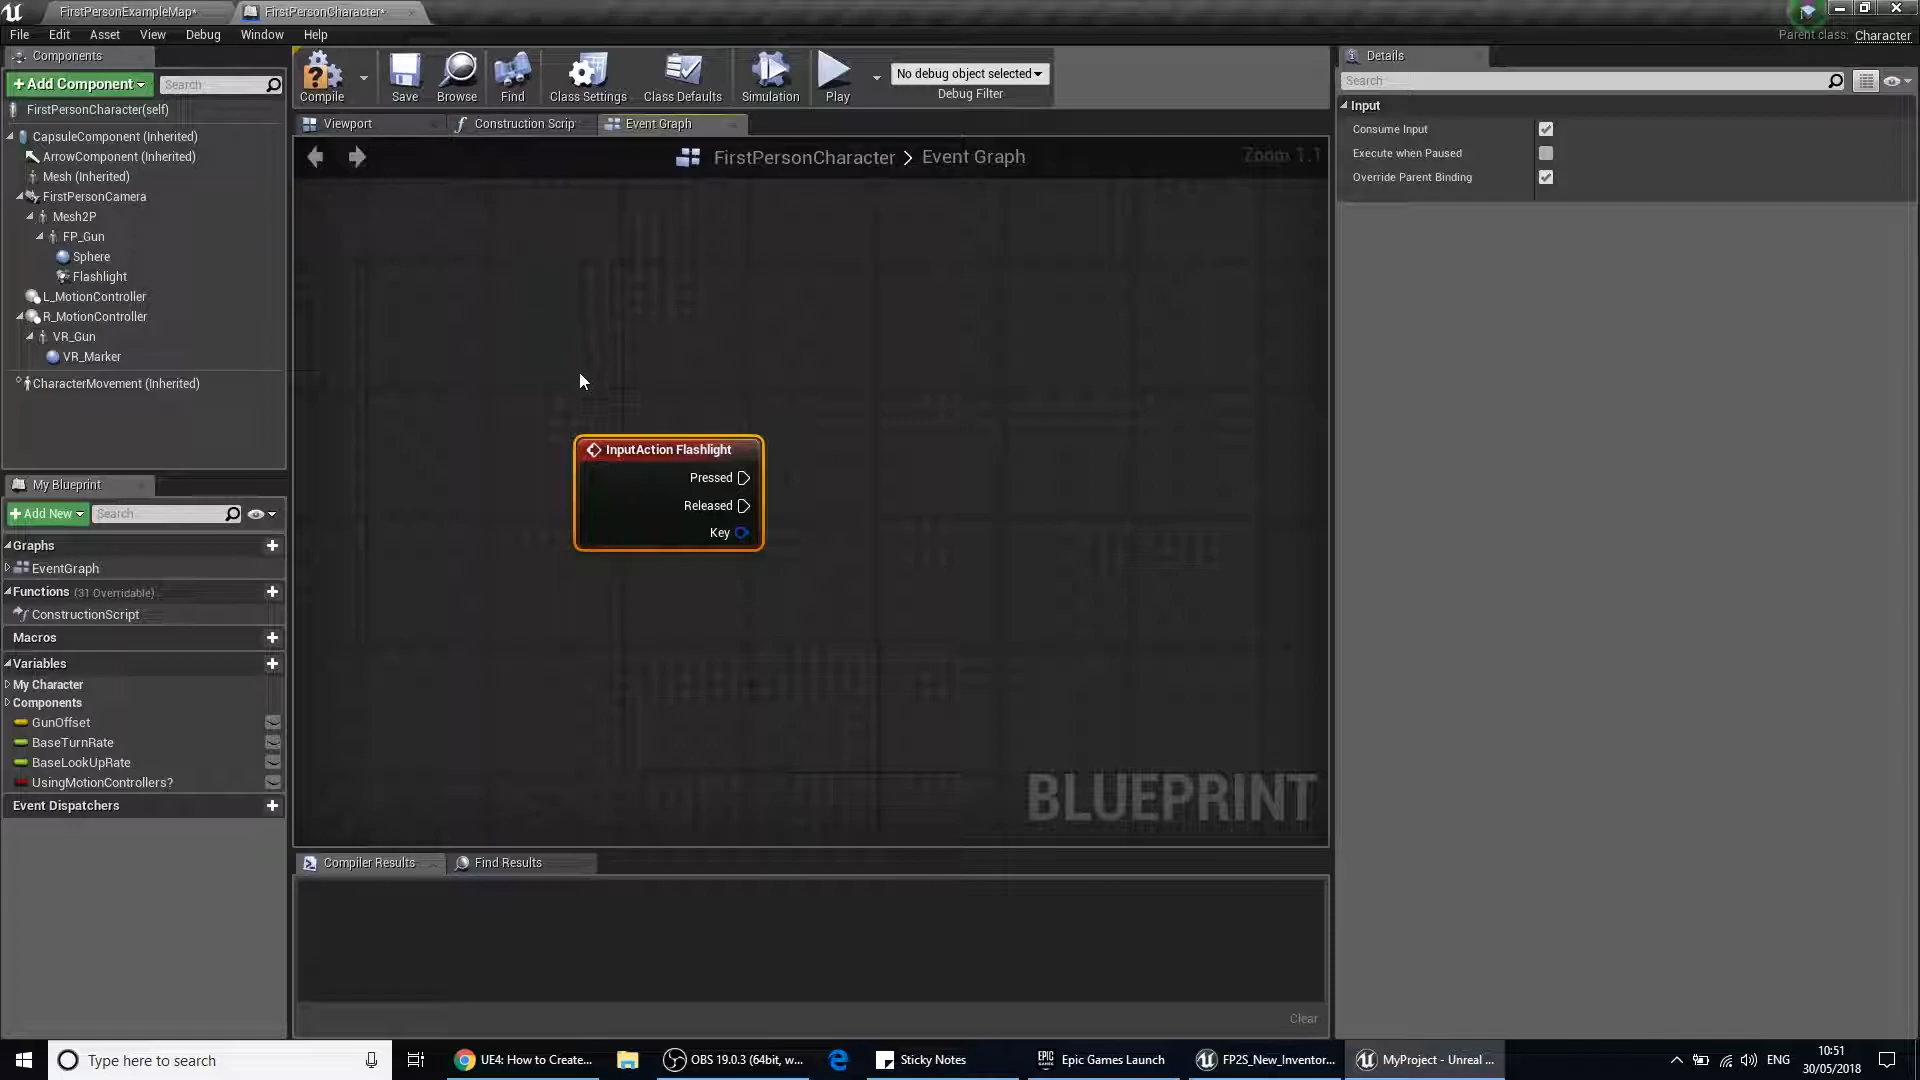 FirstPersonExampleMap*
FirstPersonCharacter*
File Edit Asset View Debug Window Help
Parent class: Character
Components
+ Add Component
Search
FirstPersonCharacter(self)
CapsuleComponent (Inherited)
ArrowComponent (Inherited)
Mesh (Inherited)
FirstPersonCamera
Mesh2P
FP_Gun
Sphere
Flashlight
L_MotionController
R_MotionController
VR_Gun
VR_Marker
CharacterMovement (Inherited)
My Blueprint
+ Add New
Search
Graphs
EventGraph
Functions (31 Overridable)
ConstructionScript
Macros
Variables
My Character
Components
GunOffset
BaseTurnRate
BaseLookUpRate
UsingMotionControllers?
Event Dispatchers
Compile Save Browse Find Class Settings Class Defaults Simulation Play
No debug object selected
Debug Filter
Viewport
Construction Scrip
Event Graph
FirstPersonCharacter > Event Graph
Zoom 1:1
InputAction Flashlight
Pressed
Released
Key
BLUEPRINT
Compiler Results
Find Results
Clear
Details
Search
Input
Consume Input
Execute when Paused
Override Parent Binding
Type here to search
UE4: How to Create...
OBS 19.0.3 (64bit, w...
Sticky Notes
EPIC GAMES
Epic Games Launch
FP2S_New_Inventor...
MyProject - Unreal ...
ENG
10:51
30/05/2018